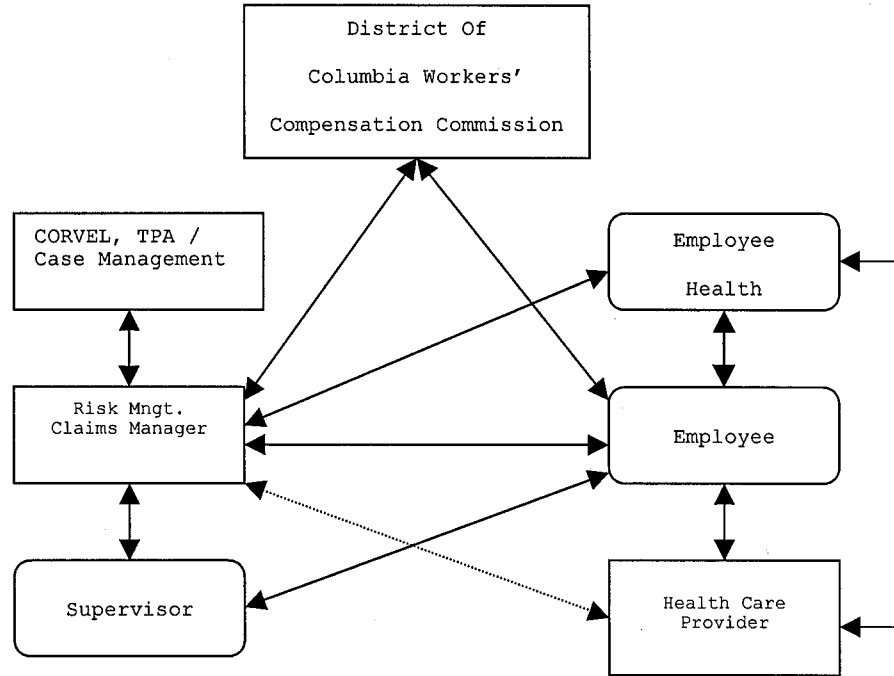 District Of
Columbia Workers'
Compensation Commission
CORVEL, TPA /
Case Management
Employee
Health
Risk Mngt.
Claims Manager
Employee
Supervisor
Health Care
Provider